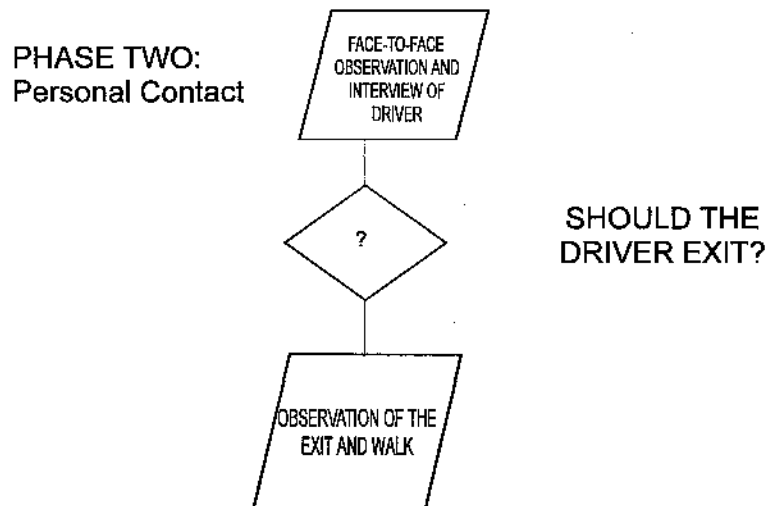 PHASE TWO:
Personal Contact
FACE-TO-FACE
OBSERVATION AND
INTERVIEW OF
DRIVER
?
SHOULD THE
DRIVER EXIT?
OBSERVATION OF THE
EXIT AND WALK